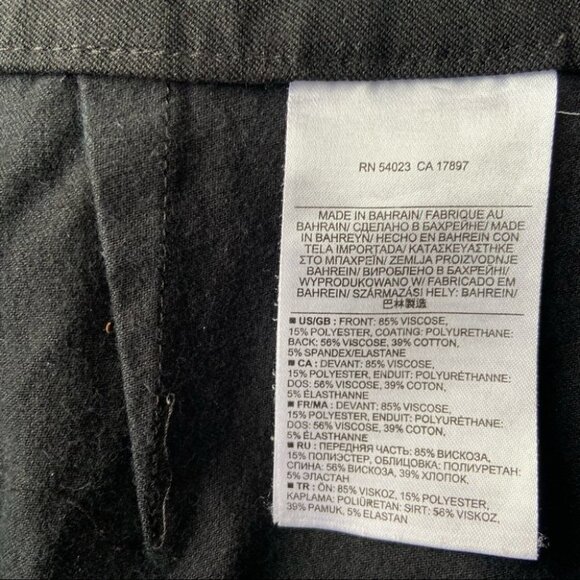 RN 54023 CA 17897
MADE IN BAHRAIN/ FABRIQUE AU
BAHRAIN/ СДЕЛАНО В БАХРЕЙНЕ/ MADE
IN BAHREYN/ HECHO EN BAHREIN CON
TELA IMPORTADA/ ΚΑΤΑΣΚΕΥΑΣΤΗΚΕ
ΣΤΟ ΜΠΑΧΡΕΪΝ/ ZEMLJA PROIZVODNJE
BAHREIN/ ВИРОБЛЕНО В БАХРЕЙНІ/
WYPRODUKOWANO W/ FABRICADO EM
BAHREIN/ SZÁRMAZÁSI HELY: BAHREIN/
巴林製造
■ US/GB : FRONT: 85% VISCOSE,
15% POLYESTER, COATING: POLYURETHANE:
BACK: 56% VISCOSE, 39% COTTON,
5% SPANDEX/ELASTANE
■ CA : DEVANT: 85% VISCOSE,
15% POLYESTER, ENDUIT: POLYURÉTHANNE:
DOS: 56% VISCOSE, 39% COTON,
5% ÉLASTHANNE
■ FR/MA : DEVANT: 85% VISCOSE,
15% POLYESTER, ENDUIT: POLYURÉTHANNE:
DOS: 56% VISCOSE, 39% COTON,
5% ÉLASTHANNE
■ RU : ПЕРЕДНЯЯ ЧАСТЬ: 85% ВИСКОЗА,
15% ПОЛИЭСТЕР, ОБЛИЦОВКА: ПОЛИУРЕТАН:
СПИНА: 56% ВИСКОЗА, 39% ХЛОПОК,
5% ЭЛАСТАН
■ TR : ÖN: 85% VİSKOZ, 15% POLYESTER,
KAPLAMA: POLİÜRETAN: SIRT: 56% VİSKOZ,
39% PAMUK, 5% ELASTAN